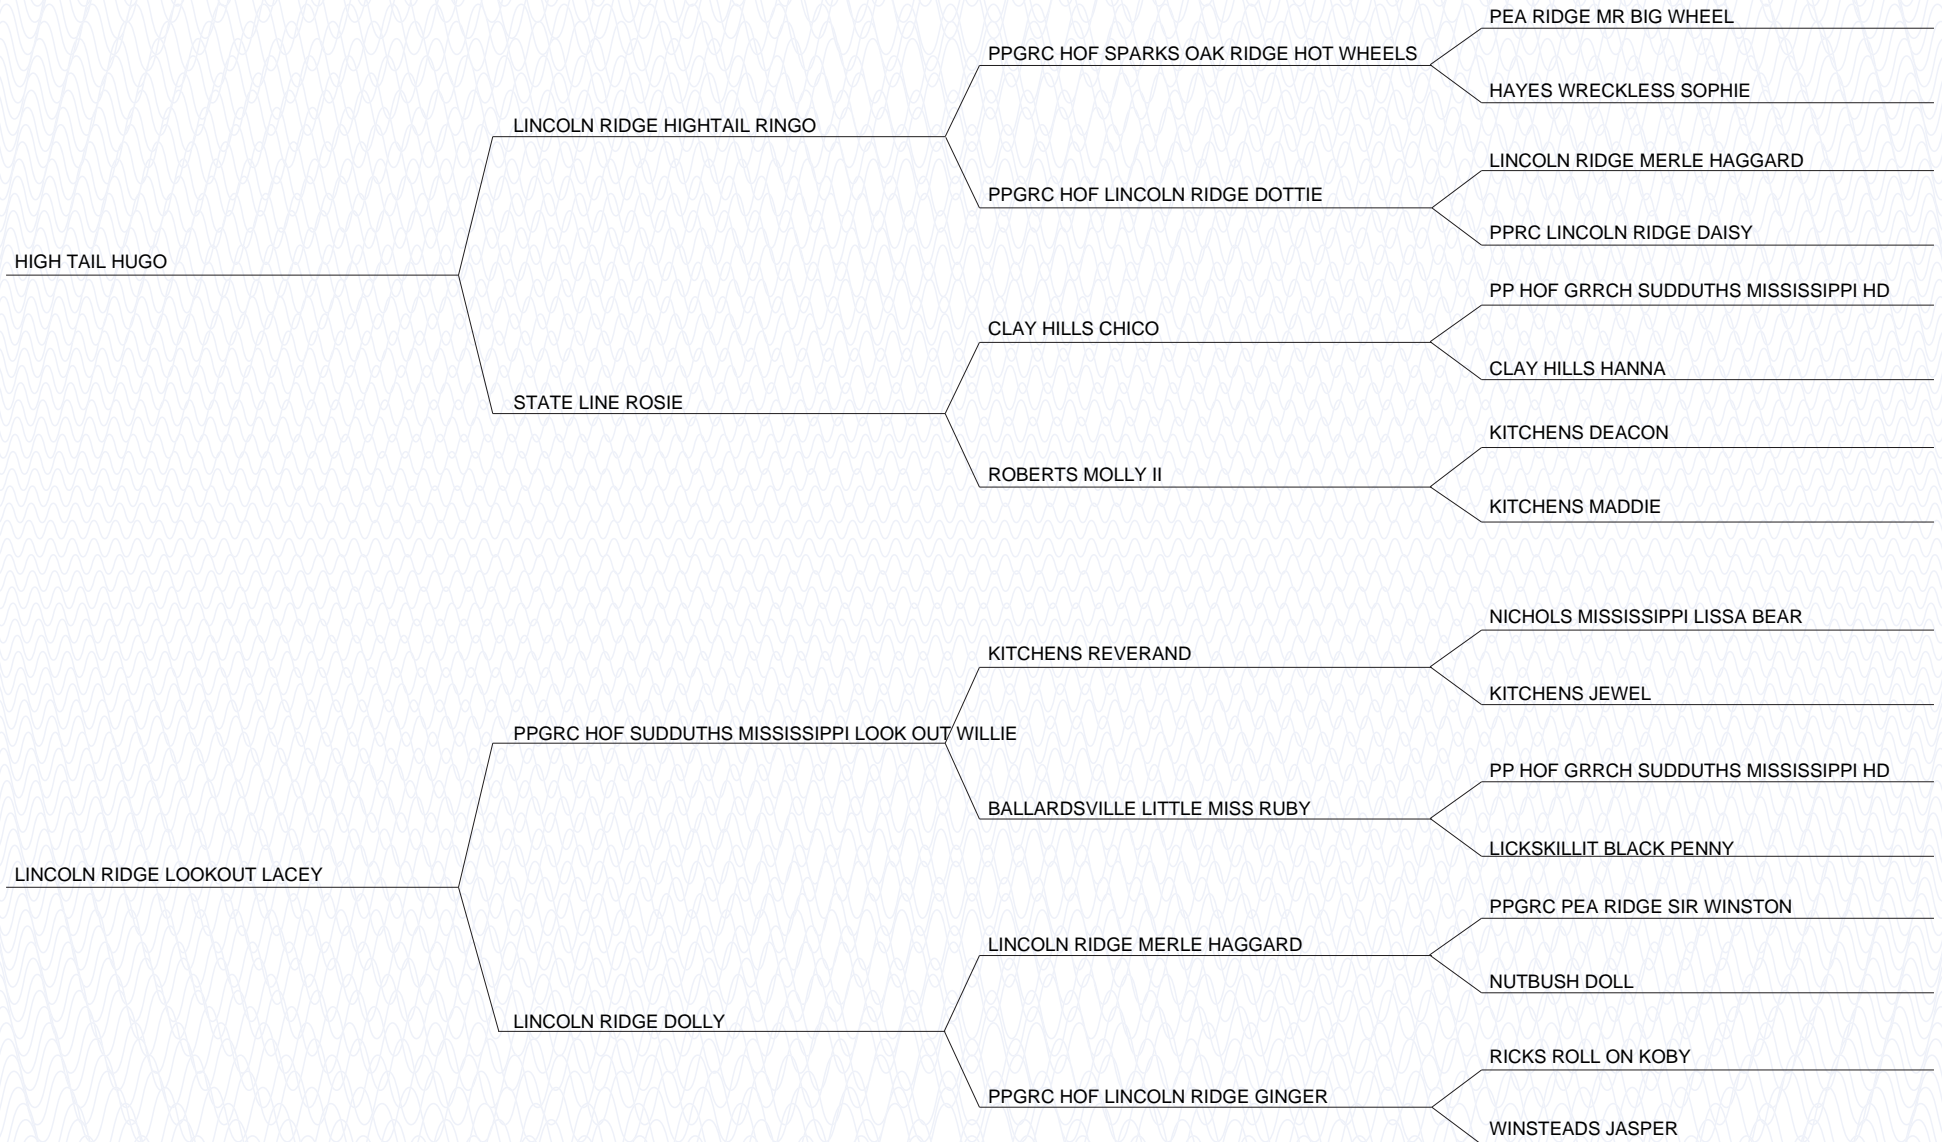 PEA RIDGE MR BIG WHEEL
PPGRC HOF SPARKS OAK RIDGE HOT WHEELS
HAYES WRECKLESS SOPHIE
LINCOLN RIDGE HIGHTAIL RINGO
LINCOLN RIDGE MERLE HAGGARD
PPGRC HOF LINCOLN RIDGE DOTTIE
PPRC LINCOLN RIDGE DAISY
HIGH TAIL HUGO
PP HOF GRRCH SUDDUTHS MISSISSIPPI HD
CLAY HILLS CHICO
CLAY HILLS HANNA
STATE LINE ROSIE
KITCHENS DEACON
ROBERTS MOLLY II
KITCHENS MADDIE
NICHOLS MISSISSIPPI LISSA BEAR
KITCHENS REVERAND
KITCHENS JEWEL
PPGRC HOF SUDDUTHS MISSISSIPPI LOOK OUT WILLIE
PP HOF GRRCH SUDDUTHS MISSISSIPPI HD
BALLARDSVILLE LITTLE MISS RUBY
LICKSKILLIT BLACK PENNY
LINCOLN RIDGE LOOKOUT LACEY
PPGRC PEA RIDGE SIR WINSTON
LINCOLN RIDGE MERLE HAGGARD
NUTBUSH DOLL
LINCOLN RIDGE DOLLY
RICKS ROLL ON KOBY
PPGRC HOF LINCOLN RIDGE GINGER
WINSTEADS JASPER